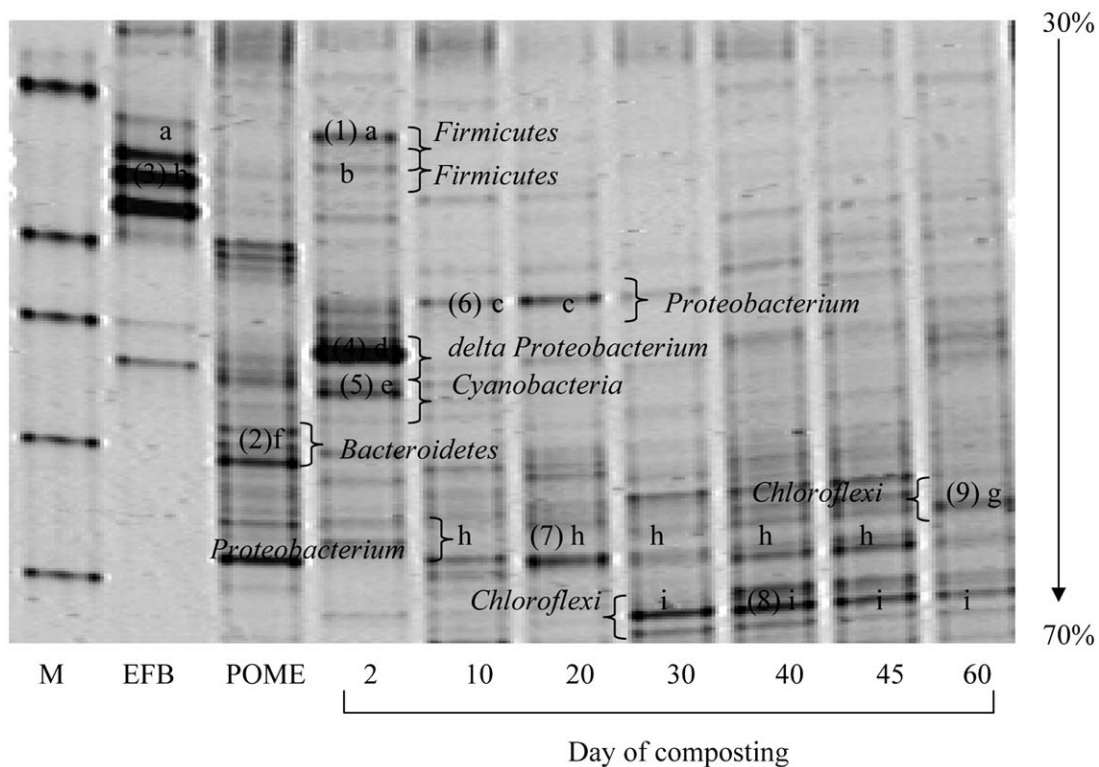 30%
a
(1) a
Firmicutes
(3) b
b
Firmicutes
(6) c
c
Proteobacterium
(4) d
delta Proteobacterium
(5) e
Cyanobacteria
(2)f
Bacteroidetes
Chloroflexi
(9) g
Proteobacterium
h
(7) h
h
h
h
Chloroflexi
i
(8) i
i
i
70%
M
EFB
POME
2
10
20
30
40
45
60
Day of composting